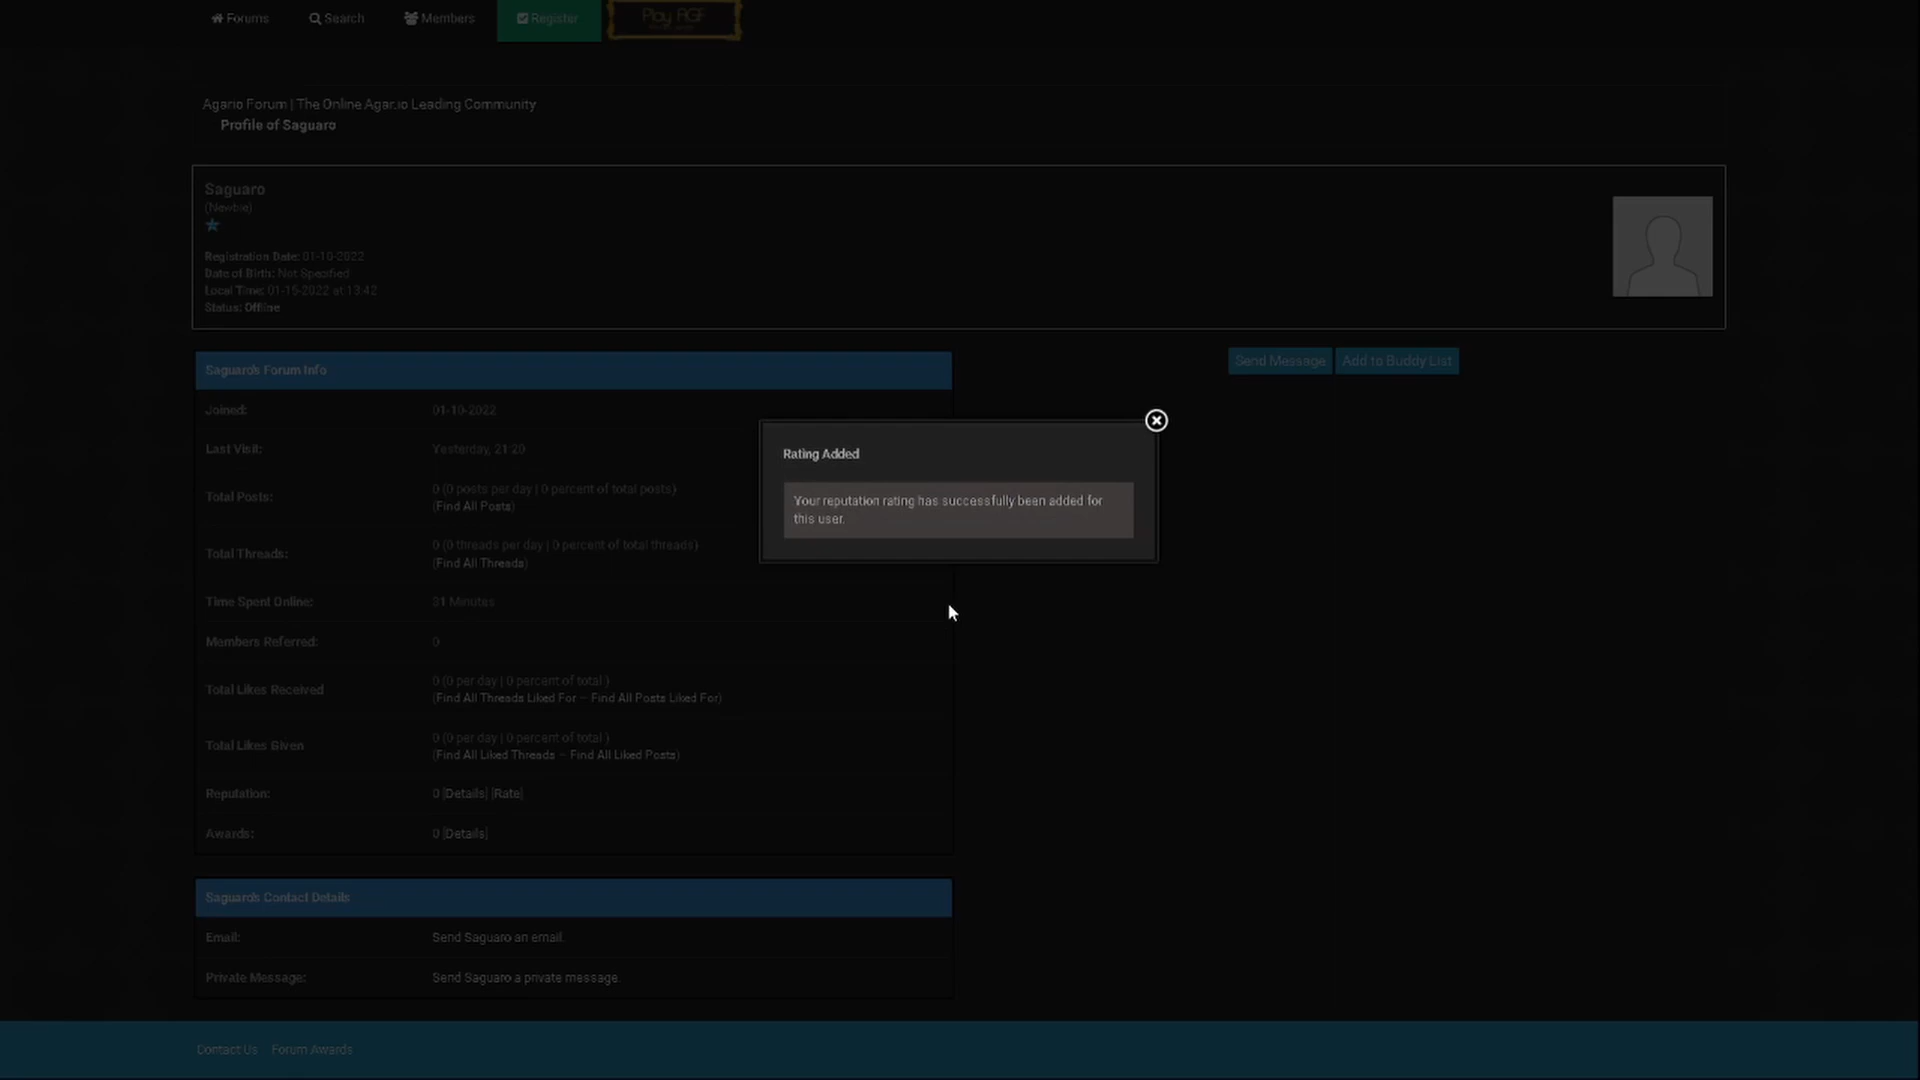 Forums Search Members Register Play AGF
Agario Forum | The Online Agar.io Leading Community
Profile of Saguaro
Saguaro
(Newbie)
Registration Date: 01-10-2022
Date of Birth: Not Specified
Local Time: 01-15-2022 at 13:42
Status: Offline
Saguaro's Forum Info
Send Message Add to Buddy List
Joined: 01-10-2022
Last Visit: Yesterday, 21:20
Total Posts: 0 (0 posts per day | 0 percent of total posts)
(Find All Posts)
Total Threads: 0 (0 threads per day | 0 percent of total threads)
(Find All Threads)
Time Spent Online: 31 Minutes
Members Referred: 0
Total Likes Received 0 (0 per day | 0 percent of total )
(Find All Threads Liked For — Find All Posts Liked For)
Total Likes Given 0 (0 per day | 0 percent of total )
(Find All Liked Threads — Find All Liked Posts)
Reputation: 0 [Details] [Rate]
Awards: 0 [Details]
Rating Added
Your reputation rating has successfully been added for
this user.
Saguaro's Contact Details
Email: Send Saguaro an email.
Private Message: Send Saguaro a private message.
Contact Us Forum Awards